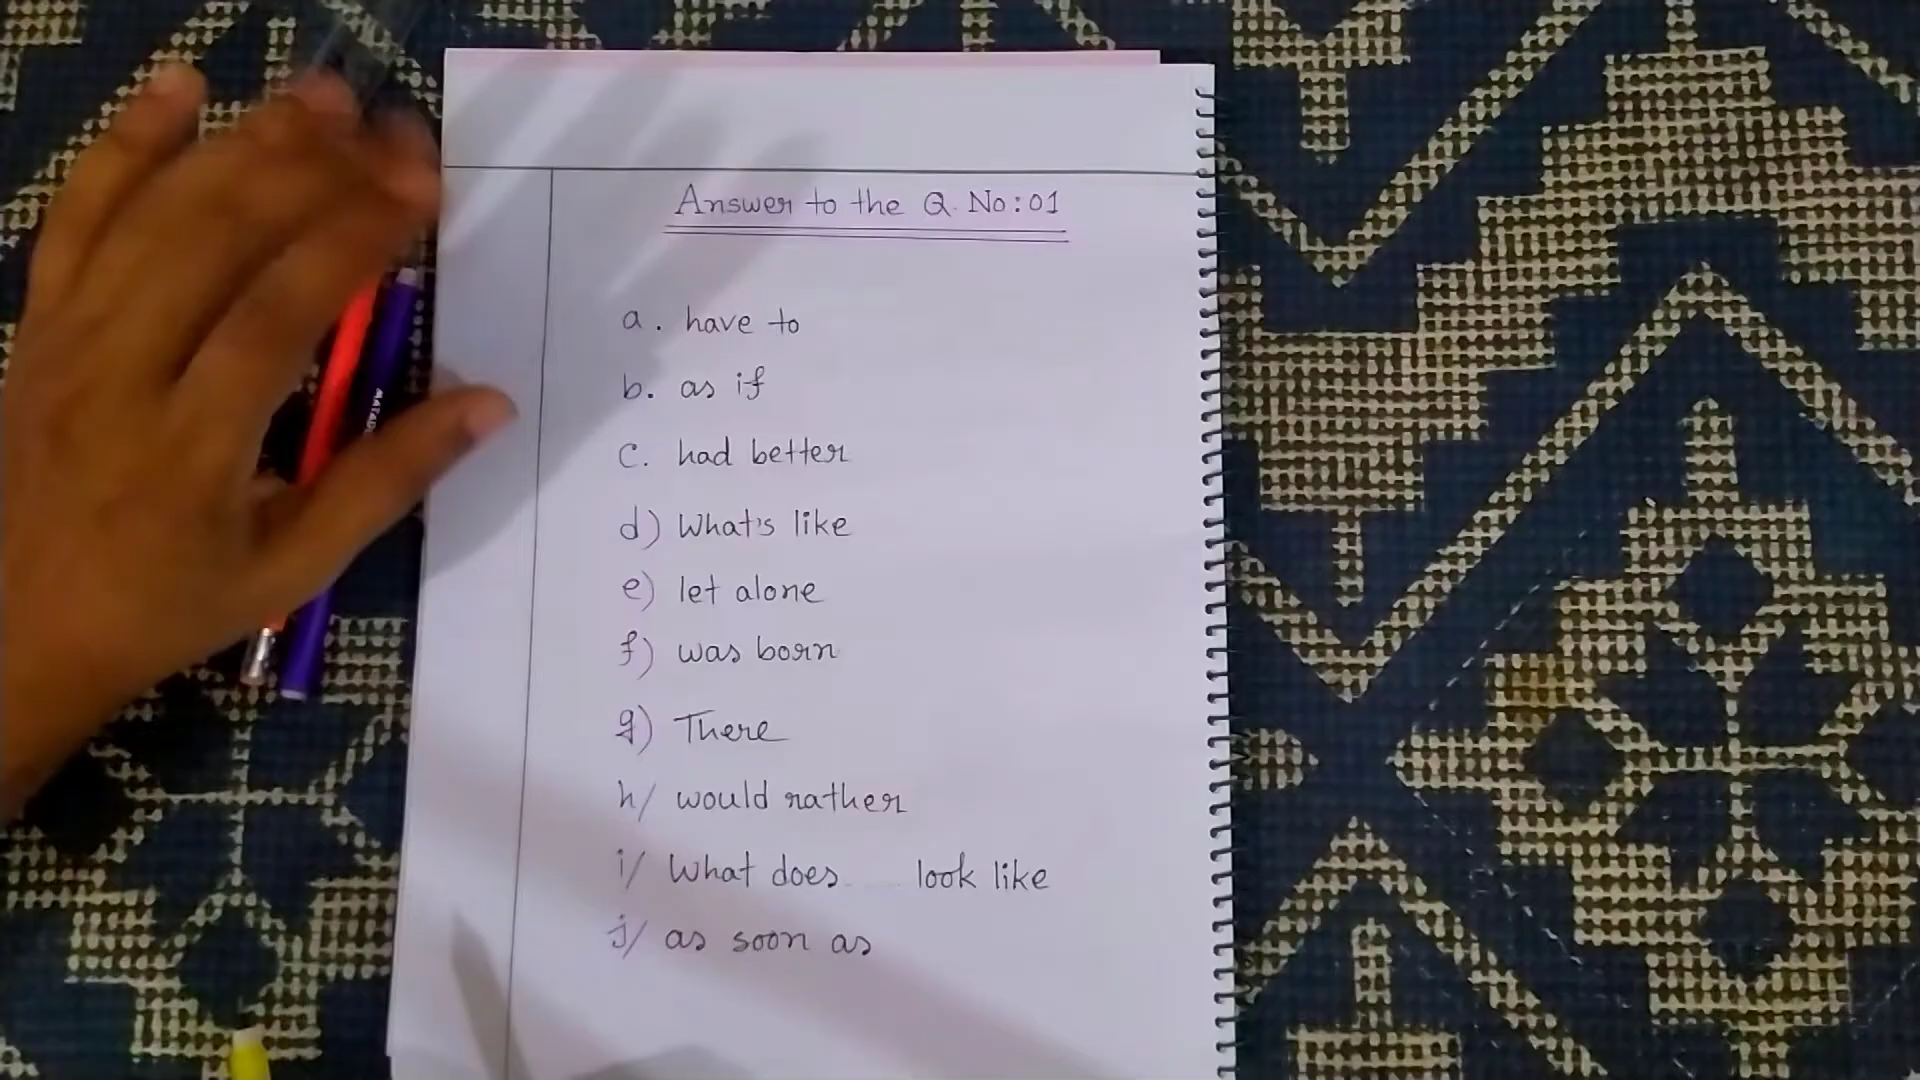 Answer to the Q. No: 01
a. have to
b. as if
c. had better
d) What's like
e) let alone
f) was born
g) There
h/ would rather
i/ What does look like
j/ as soon as